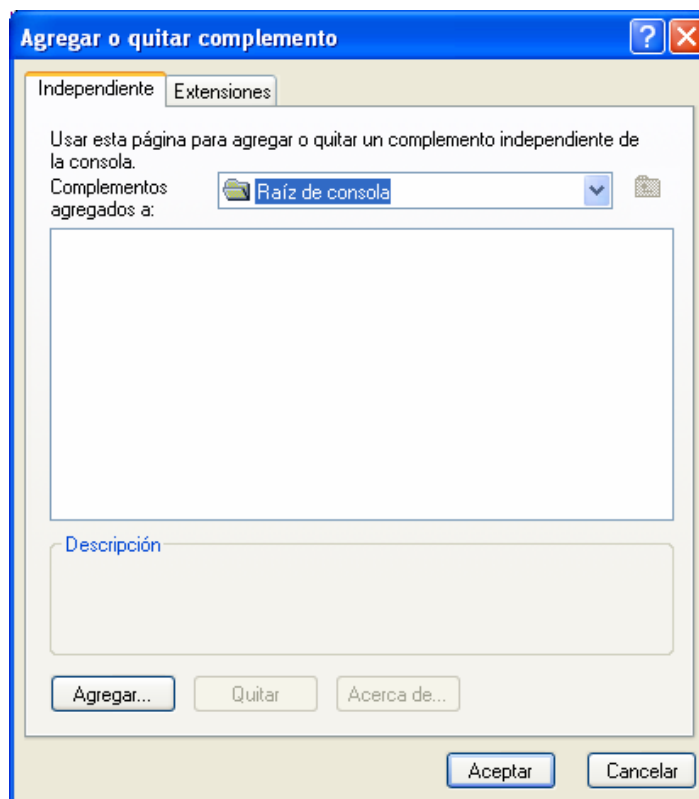 Agregar o quitar complemento
Independiente
Extensiones
Usar esta página para agregar o quitar un complemento independiente de
la consola.
Complementos
agregados a:
Raíz de consola
Descripción
Agregar...
Quitar
Acerca de...
Aceptar
Cancelar